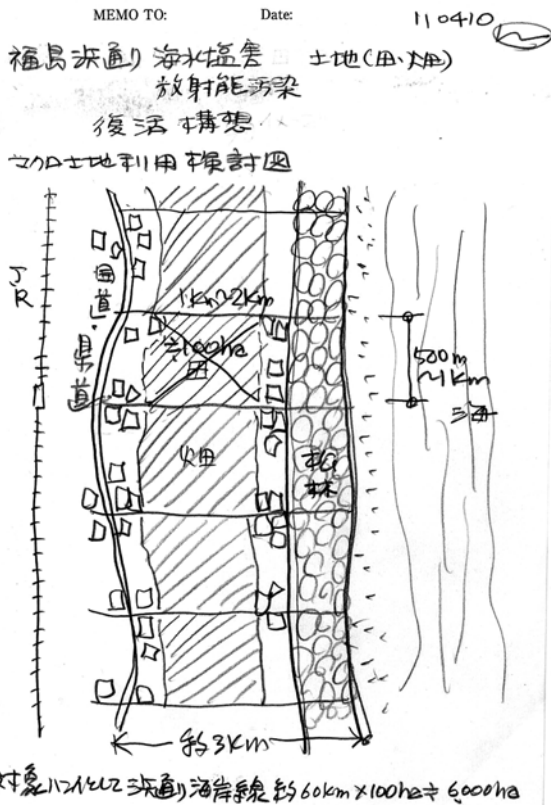 MEMO TO: Date:
110410
福島浜通り 海水塩害 土地(田、畑)
放射能汚染
復活構想
マクロ土地利用検討図
JR
国道・県道
1km~2km
≒100ha
田
畑
松林
500m
~1km
海
約3km
対象ハンイとして 浜通り海岸線 約60km×100ha≒6000ha